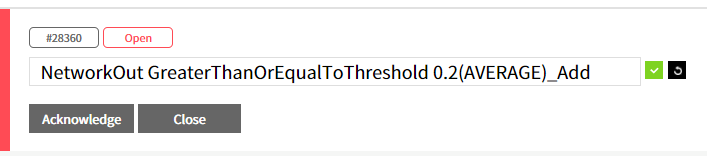 #28360 Open
NetworkOut GreaterThanOrEqualToThreshold 0.2(AVERAGE)_Add
Acknowledge Close